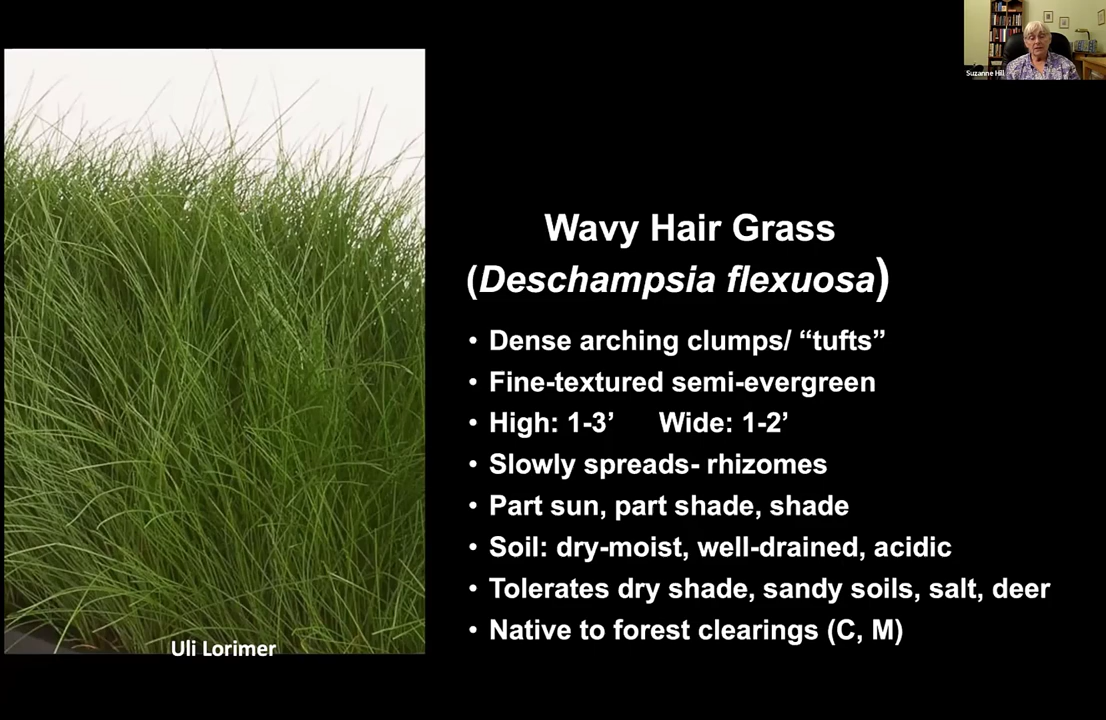 Suzanne Hill
Wavy Hair Grass
(Deschampsia flexuosa)
• Dense arching clumps/ “tufts”
• Fine-textured semi-evergreen
• High: 1-3’ Wide: 1-2’
• Slowly spreads- rhizomes
• Part sun, part shade, shade
• Soil: dry-moist, well-drained, acidic
• Tolerates dry shade, sandy soils, salt, deer
• Native to forest clearings (C, M)
Uli Lorimer